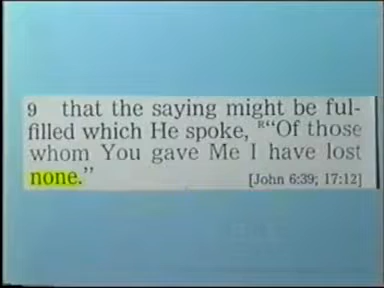 9 that the saying might be ful-
filled which He spoke, R“Of those
whom You gave Me I have lost
none.” [John 6:39; 17:12]